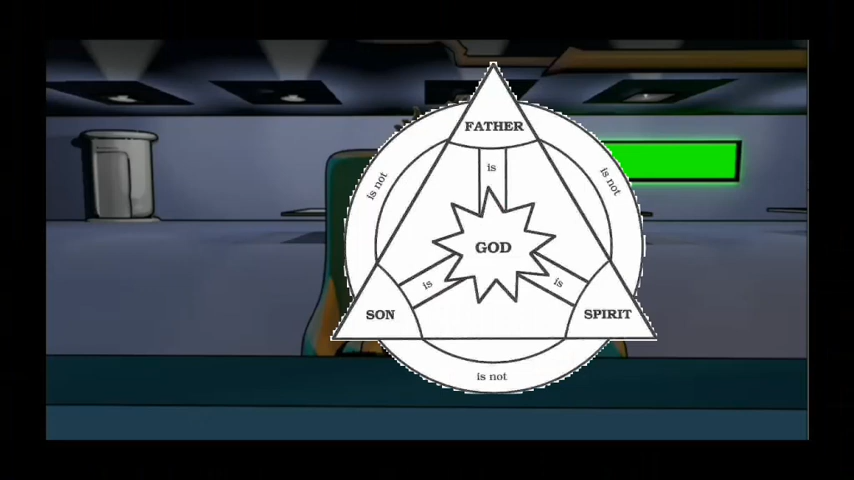 FATHER
is
is not
is not
GOD
is
is
SON
SPIRIT
is not